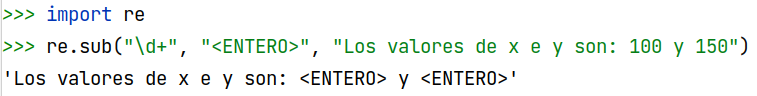 >>> import re
>>> re.sub("\d+", "<ENTERO>", "Los valores de x e y son: 100 y 150")
'Los valores de x e y son: <ENTERO> y <ENTERO>'